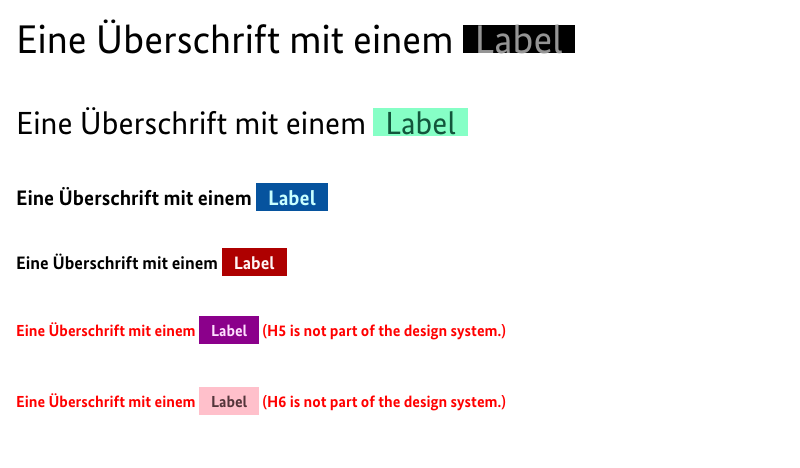 Eine Überschrift mit einem Label
Eine Überschrift mit einem Label
Eine Überschrift mit einem Label
Eine Überschrift mit einem Label
Eine Überschrift mit einem Label (H5 is not part of the design system.)
Eine Überschrift mit einem Label (H6 is not part of the design system.)